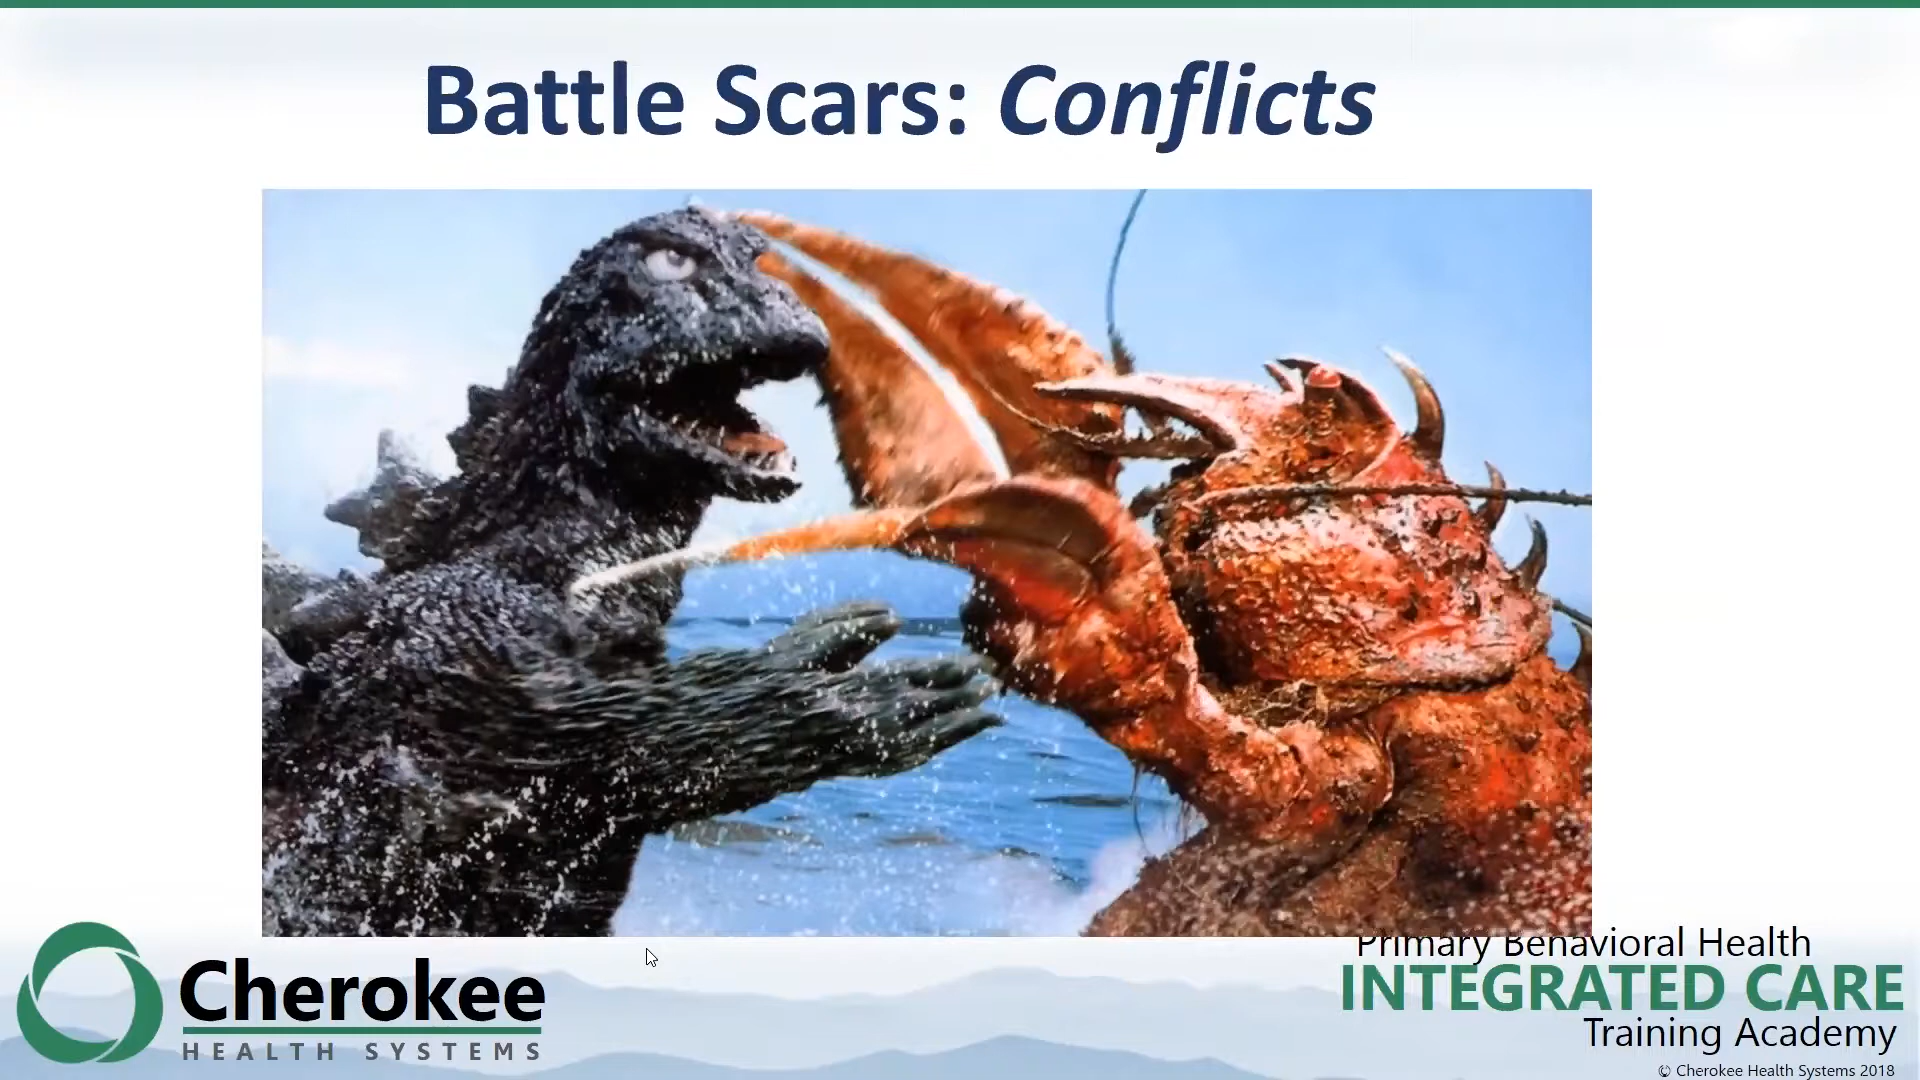 Battle Scars: Conflicts
Primary Behavioral Health
INTEGRATED CARE
Training Academy
Cherokee
HEALTH SYSTEMS
© Cherokee Health Systems 2018